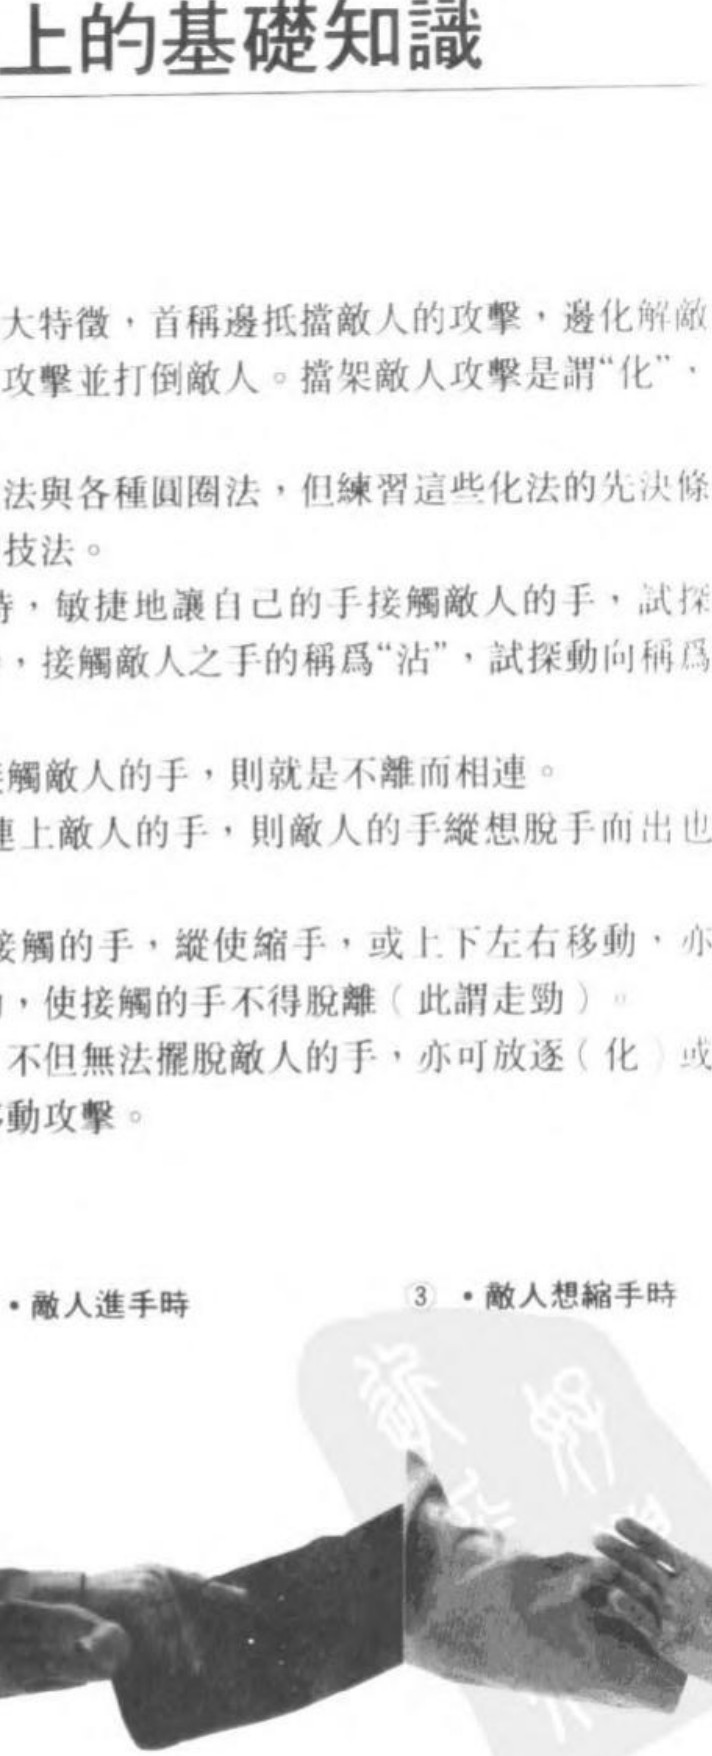 上的基礎知識
大特徵，首稱邊抵擋敵人的攻擊，邊化解敵
攻擊並打倒敵人。擋架敵人攻擊是謂“化”，
法與各種圓圈法，但練習這些化法的先決條
技法。
時，敏捷地讓自己的手接觸敵人的手，試探
，接觸敵人之手的稱爲“沾”，試探動向稱爲
接觸敵人的手，則就是不離而相連。
連上敵人的手，則敵人的手縱想脫手而出也
接觸的手，縱使縮手，或上下左右移動，亦
，使接觸的手不得脫離（此謂走勁）。
不但無法擺脫敵人的手，亦可放逐（化）或
移動攻擊。
・敵人進手時
③ ・敵人想縮手時